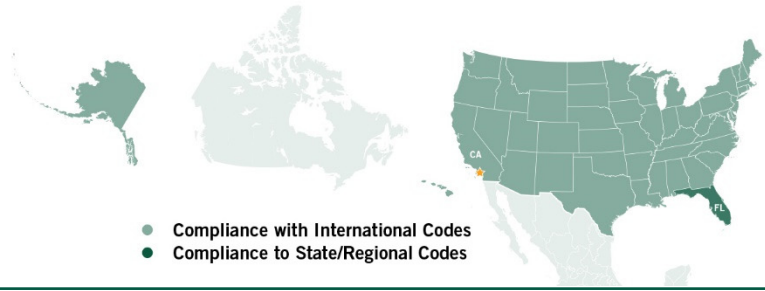 CA
FL
Compliance with International Codes
Compliance to State/Regional Codes